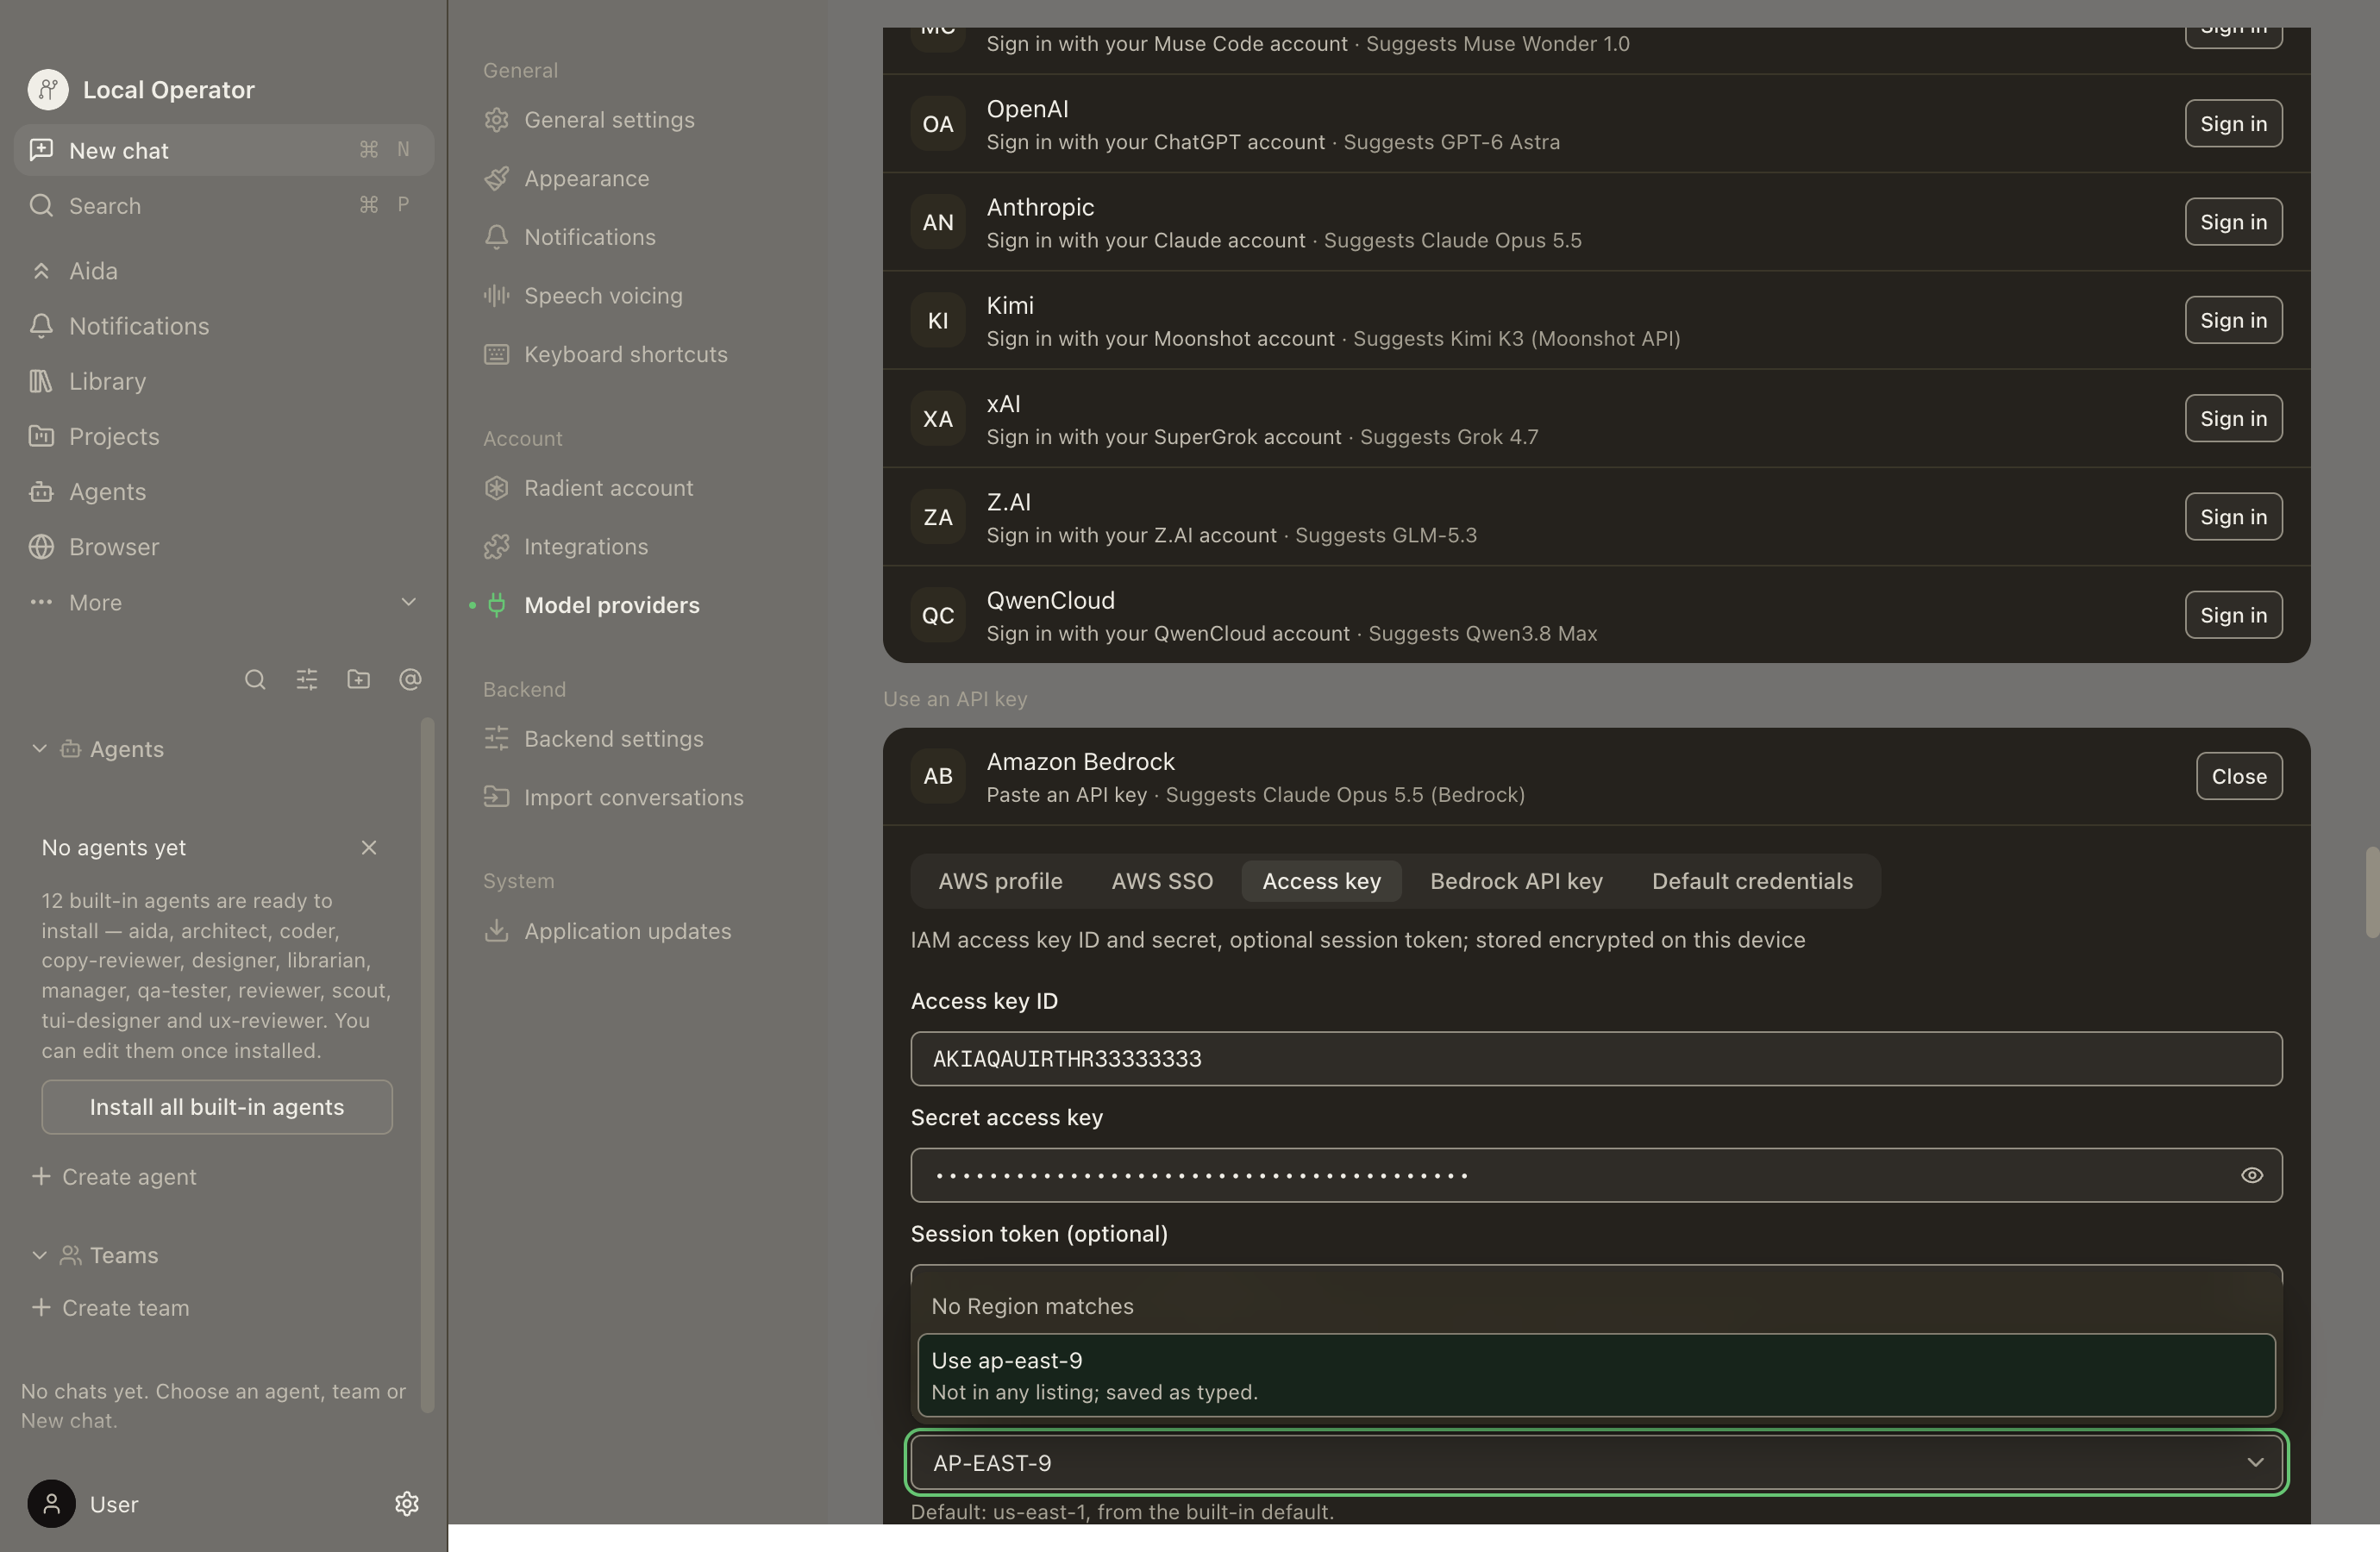 Local Operator
New chat ⌘ N
Search ⌘ P
Aida
Notifications
Library
Projects
Agents
Browser
More
Agents
No agents yet
12 built-in agents are ready to
install — aida, architect, coder,
copy-reviewer, designer, librarian,
manager, qa-tester, reviewer, scout,
tui-designer and ux-reviewer. You
can edit them once installed.
Install all built-in agents
Create agent
Teams
Create team
No chats yet. Choose an agent, team or
New chat.
User
General
General settings
Appearance
Notifications
Speech voicing
Keyboard shortcuts
Account
Radient account
Integrations
Model providers
Backend
Backend settings
Import conversations
System
Application updates
MC
Sign in with your Muse Code account · Suggests Muse Wonder 1.0
Sign in
OA
OpenAI
Sign in with your ChatGPT account · Suggests GPT-6 Astra
Sign in
AN
Anthropic
Sign in with your Claude account · Suggests Claude Opus 5.5
Sign in
KI
Kimi
Sign in with your Moonshot account · Suggests Kimi K3 (Moonshot API)
Sign in
XA
xAI
Sign in with your SuperGrok account · Suggests Grok 4.7
Sign in
ZA
Z.AI
Sign in with your Z.AI account · Suggests GLM-5.3
Sign in
QC
QwenCloud
Sign in with your QwenCloud account · Suggests Qwen3.8 Max
Sign in
Use an API key
AB
Amazon Bedrock
Paste an API key · Suggests Claude Opus 5.5 (Bedrock)
Close
AWS profile AWS SSO Access key Bedrock API key Default credentials
IAM access key ID and secret, optional session token; stored encrypted on this device
Access key ID
AKIAQAUIRTHR33333333
Secret access key
••••••••••••••••••••••••••••••••••••••••
Session token (optional)
No Region matches
Use ap-east-9
Not in any listing; saved as typed.
AP-EAST-9
Default: us-east-1, from the built-in default.